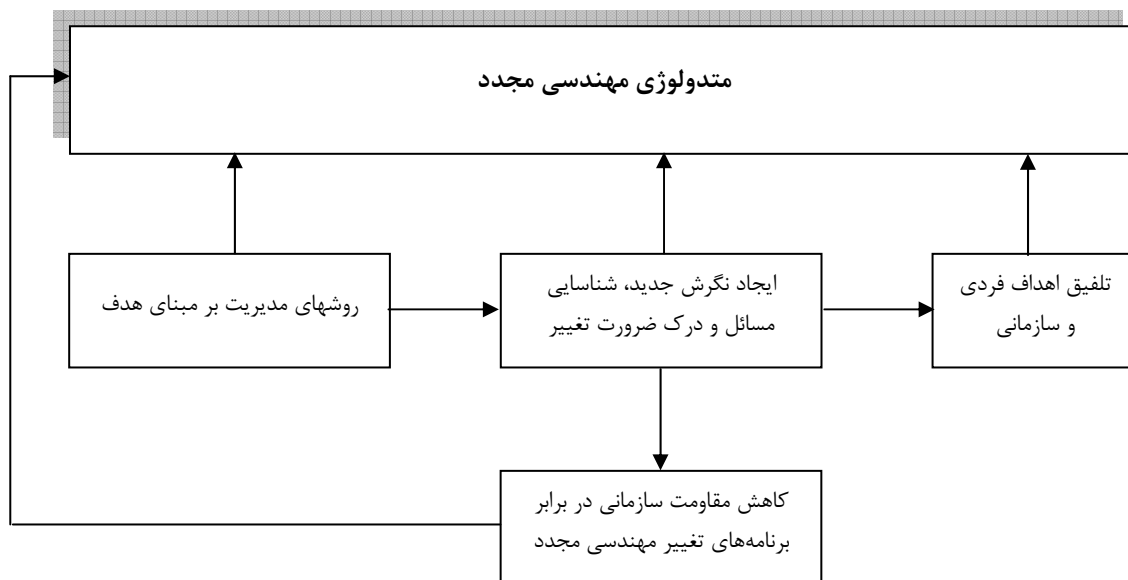 متدولوژی مهندسی مجدد
تلفیق اهداف فردی
و سازمانی
ایجاد نگرش جدید، شناسایی
مسائل و درک ضرورت تغییر
روشهای مدیریت بر مبنای هدف
کاهش مقاومت سازمانی در برابر
برنامه‌های تغییر مهندسی مجدد